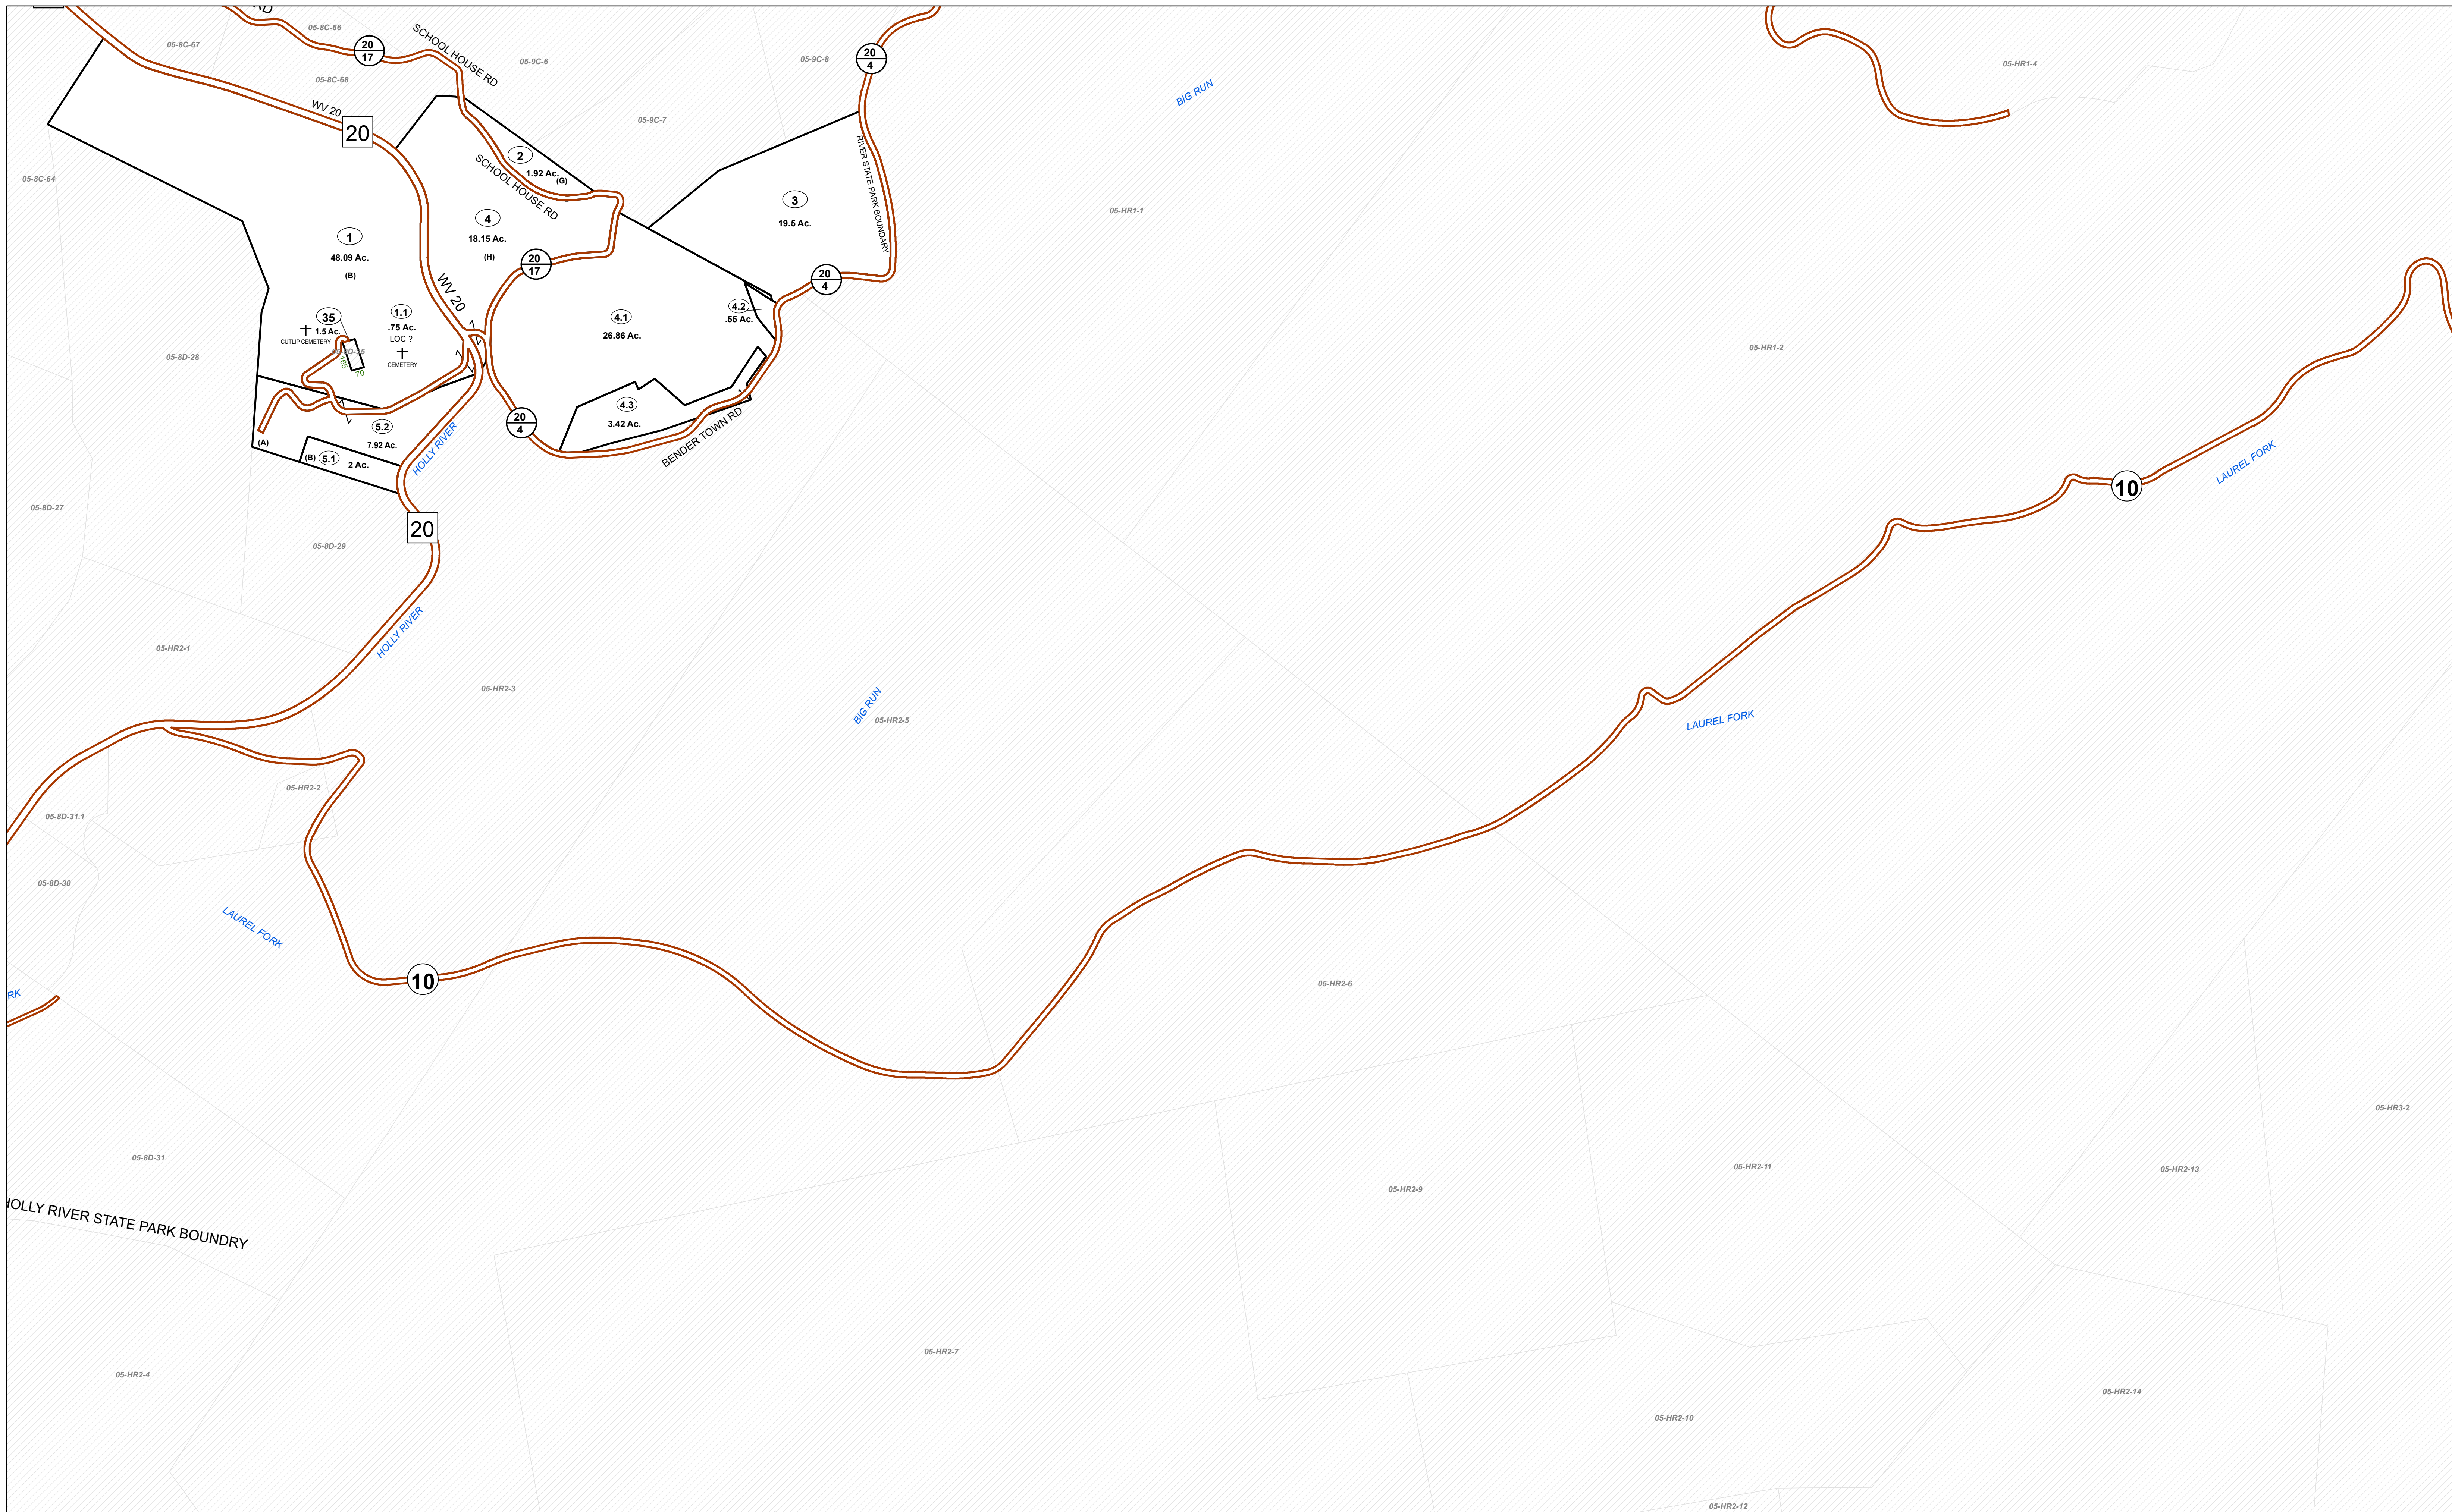 RD
05-8C-66
05-8C-67
20
17
SCHOOL HOUSE RD
05-9C-6
05-9C-8
20
4
05-HR1-4
05-8C-68
BIG RUN
WV 20
20
05-9C-7
2
1.92 Ac.
(G)
SCHOOL HOUSE RD
RIVER STATE PARK BOUNDARY
05-8C-64
3
19.5 Ac.
05-HR1-1
4
18.15 Ac.
(H)
1
48.09 Ac.
(B)
20
17
20
4
WV 20
35
1.5 Ac.
CUTLIP CEMETERY
1.1
.75 Ac.
LOC ?
CEMETERY
165
70
4.1
26.86 Ac.
4.2
.55 Ac.
05-8D-28
05-HR1-2
4.3
3.42 Ac.
20
4
BENDER TOWN RD
5.2
7.92 Ac.
(A)
(B)
5.1
2 Ac.
HOLLY RIVER
LAUREL FORK
10
05-8D-27
20
05-8D-29
HOLLY RIVER
05-HR2-1
05-HR2-3
BIG RUN
05-HR2-5
LAUREL FORK
05-HR2-2
05-8D-31.1
05-8D-30
LAUREL FORK
10
RK
05-HR2-6
05-HR3-2
05-8D-31
05-HR2-9
05-HR2-11
05-HR2-13
HOLLY RIVER STATE PARK BOUNDRY
05-HR2-7
05-HR2-4
05-HR2-14
05-HR2-10
05-HR2-12